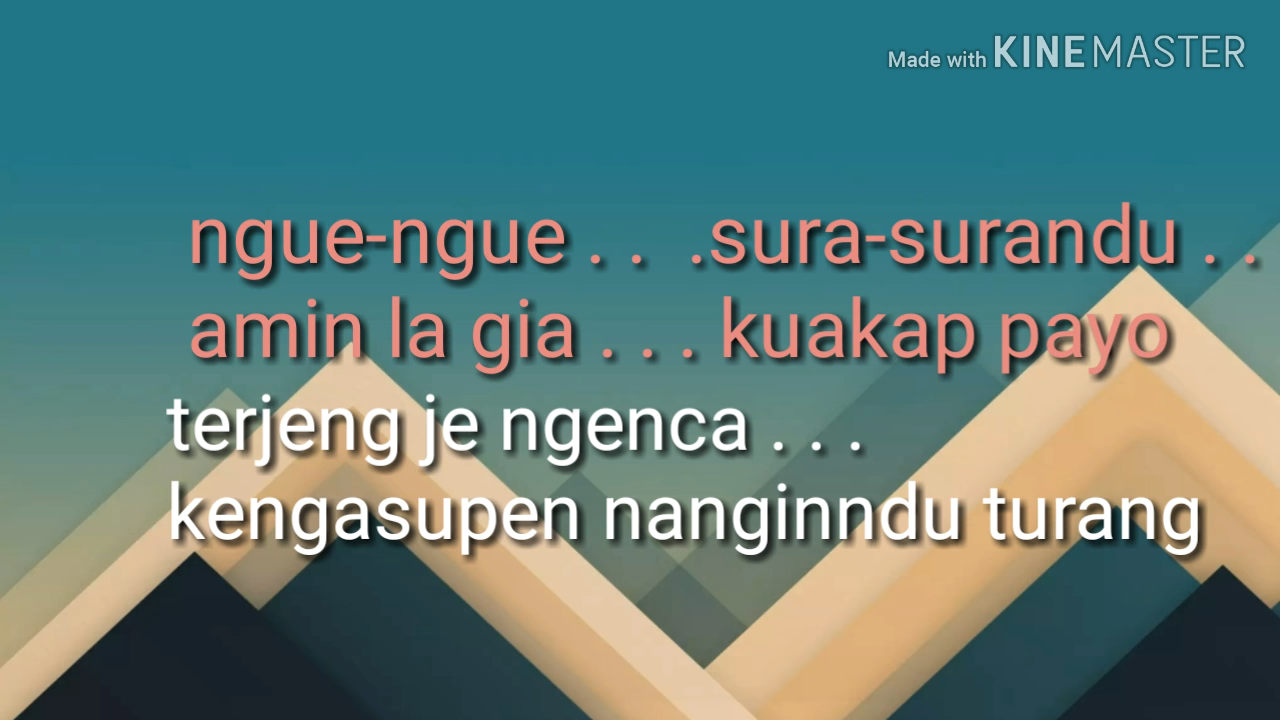 Made with KINEMASTER
ngue-ngue . .  .sura-surandu . .
amin la gia . . . kuakap payo
terjeng je ngenca . . .
kengasupen nanginndu turang